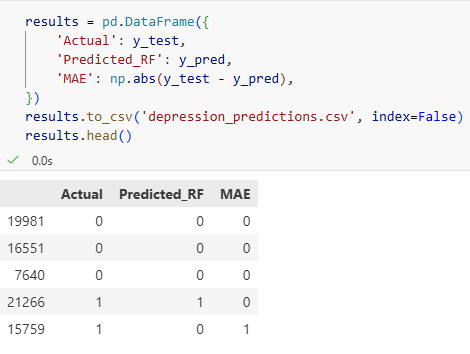 results = pd.DataFrame({
    'Actual': y_test,
    'Predicted_RF': y_pred,
    'MAE': np.abs(y_test - y_pred),
})
results.to_csv('depression_predictions.csv', index=False)
results.head()
✓ 0.0s
Actual Predicted_RF MAE
19981 0 0 0
16551 0 0 0
7640 0 0 0
21266 1 1 0
15759 1 0 1